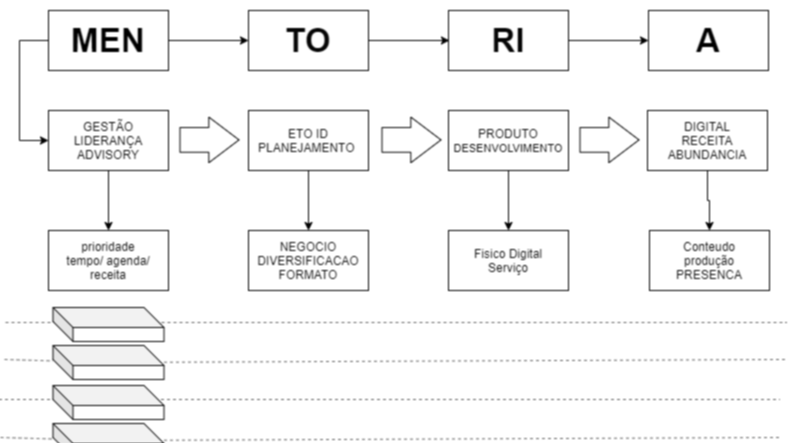 MEN
TO
RI
A
GESTÃO
LIDERANÇA
ADVISORY
ETO ID
PLANEJAMENTO
PRODUTO
DESENVOLVIMENTO
DIGITAL
RECEITA
ABUNDANCIA
prioridade
tempo/ agenda/
receita
NEGOCIO
DIVERSIFICACAO
FORMATO
Fisico Digital
Serviço
Conteudo
produção
PRESENCA